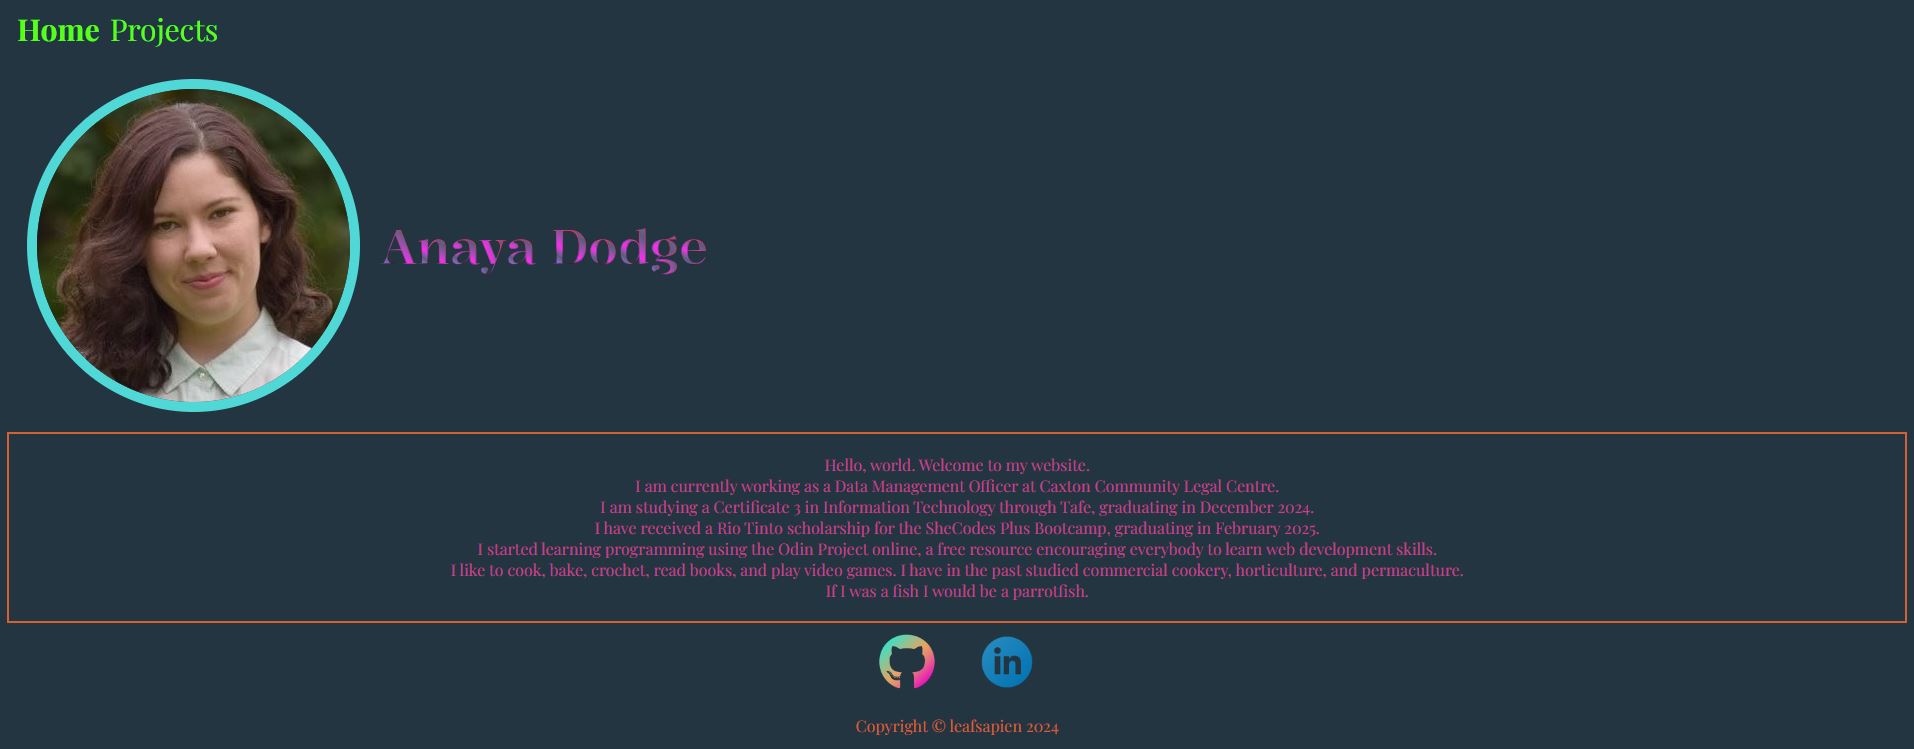 Home Projects
Anaya Dodge
Hello, world. Welcome to my website.
I am currently working as a Data Management Officer at Caxton Community Legal Centre.
I am studying a Certificate 3 in Information Technology through Tafe, graduating in December 2024.
I have received a Rio Tinto scholarship for the SheCodes Plus Bootcamp, graduating in February 2025.
I started learning programming using the Odin Project online, a free resource encouraging everybody to learn web development skills.
I like to cook, bake, crochet, read books, and play video games. I have in the past studied commercial cookery, horticulture, and permaculture.
If I was a fish I would be a parrotfish.
in
Copyright © leafsapien 2024